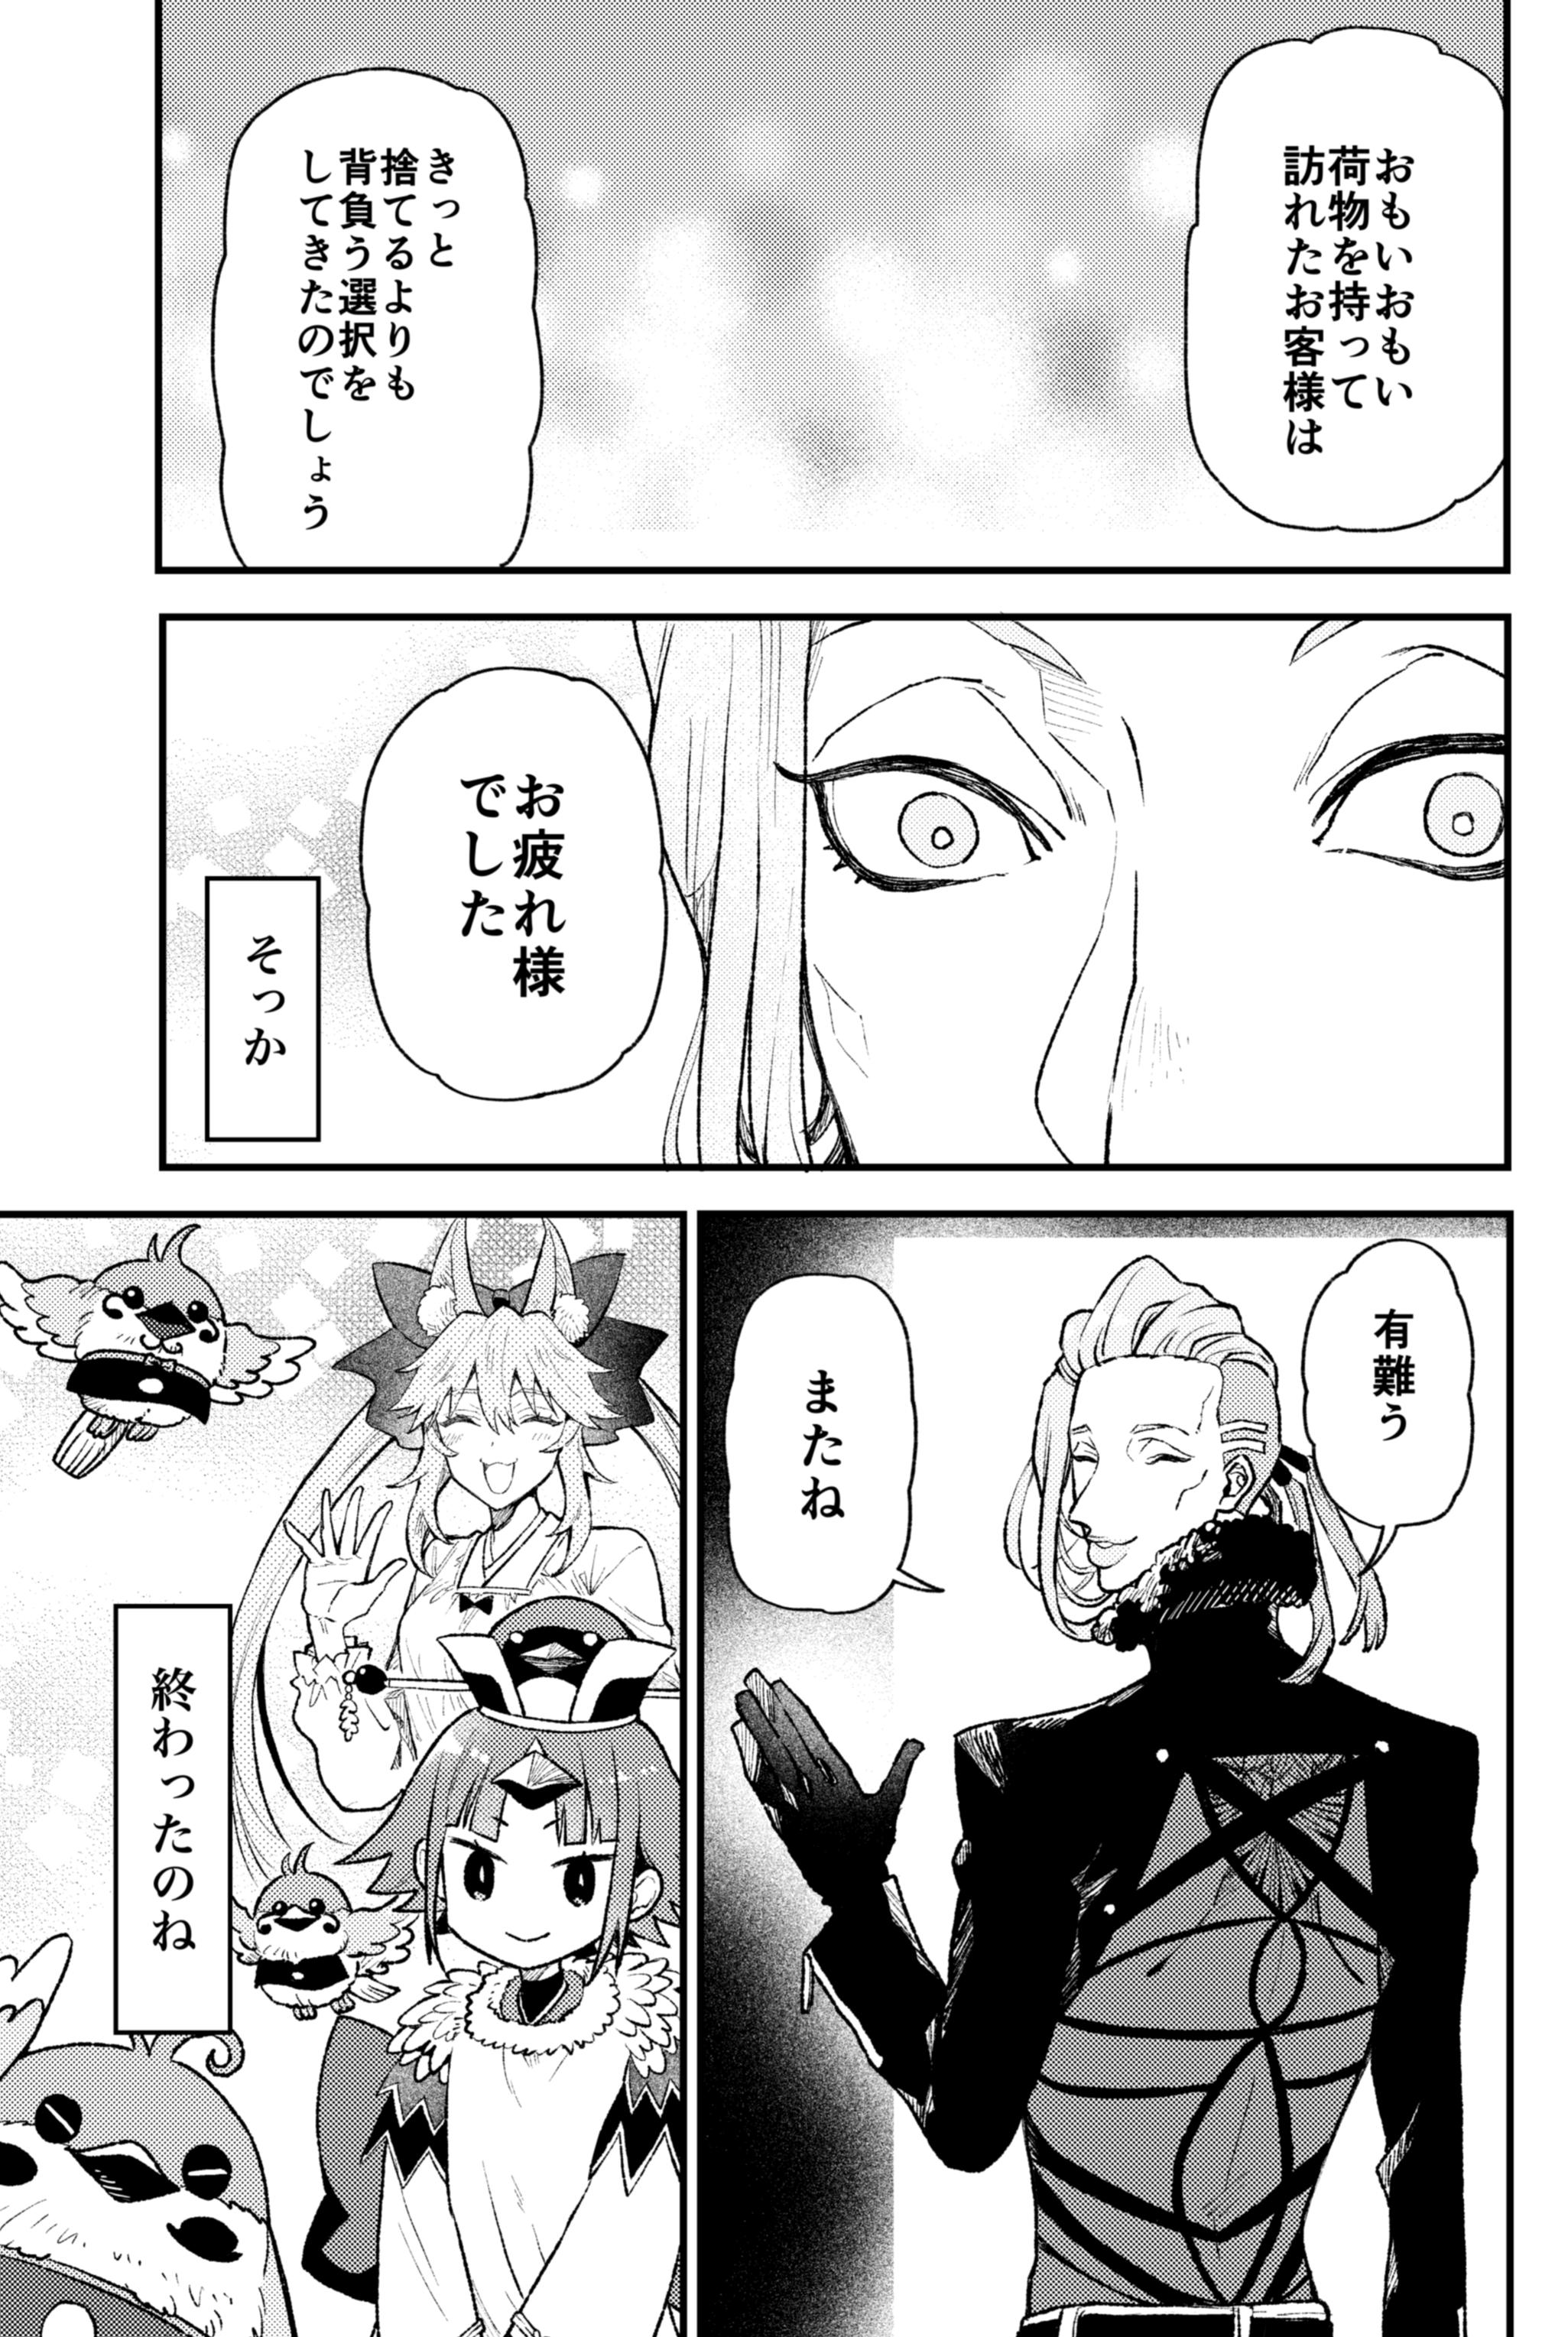 おもいおもい
荷物を持って
訪れたお客様は
きっと
捨てるよりも
背負う選択を
してきたのでしょう
お疲れ様
でした
そっか
有難う
またね
終わったのね